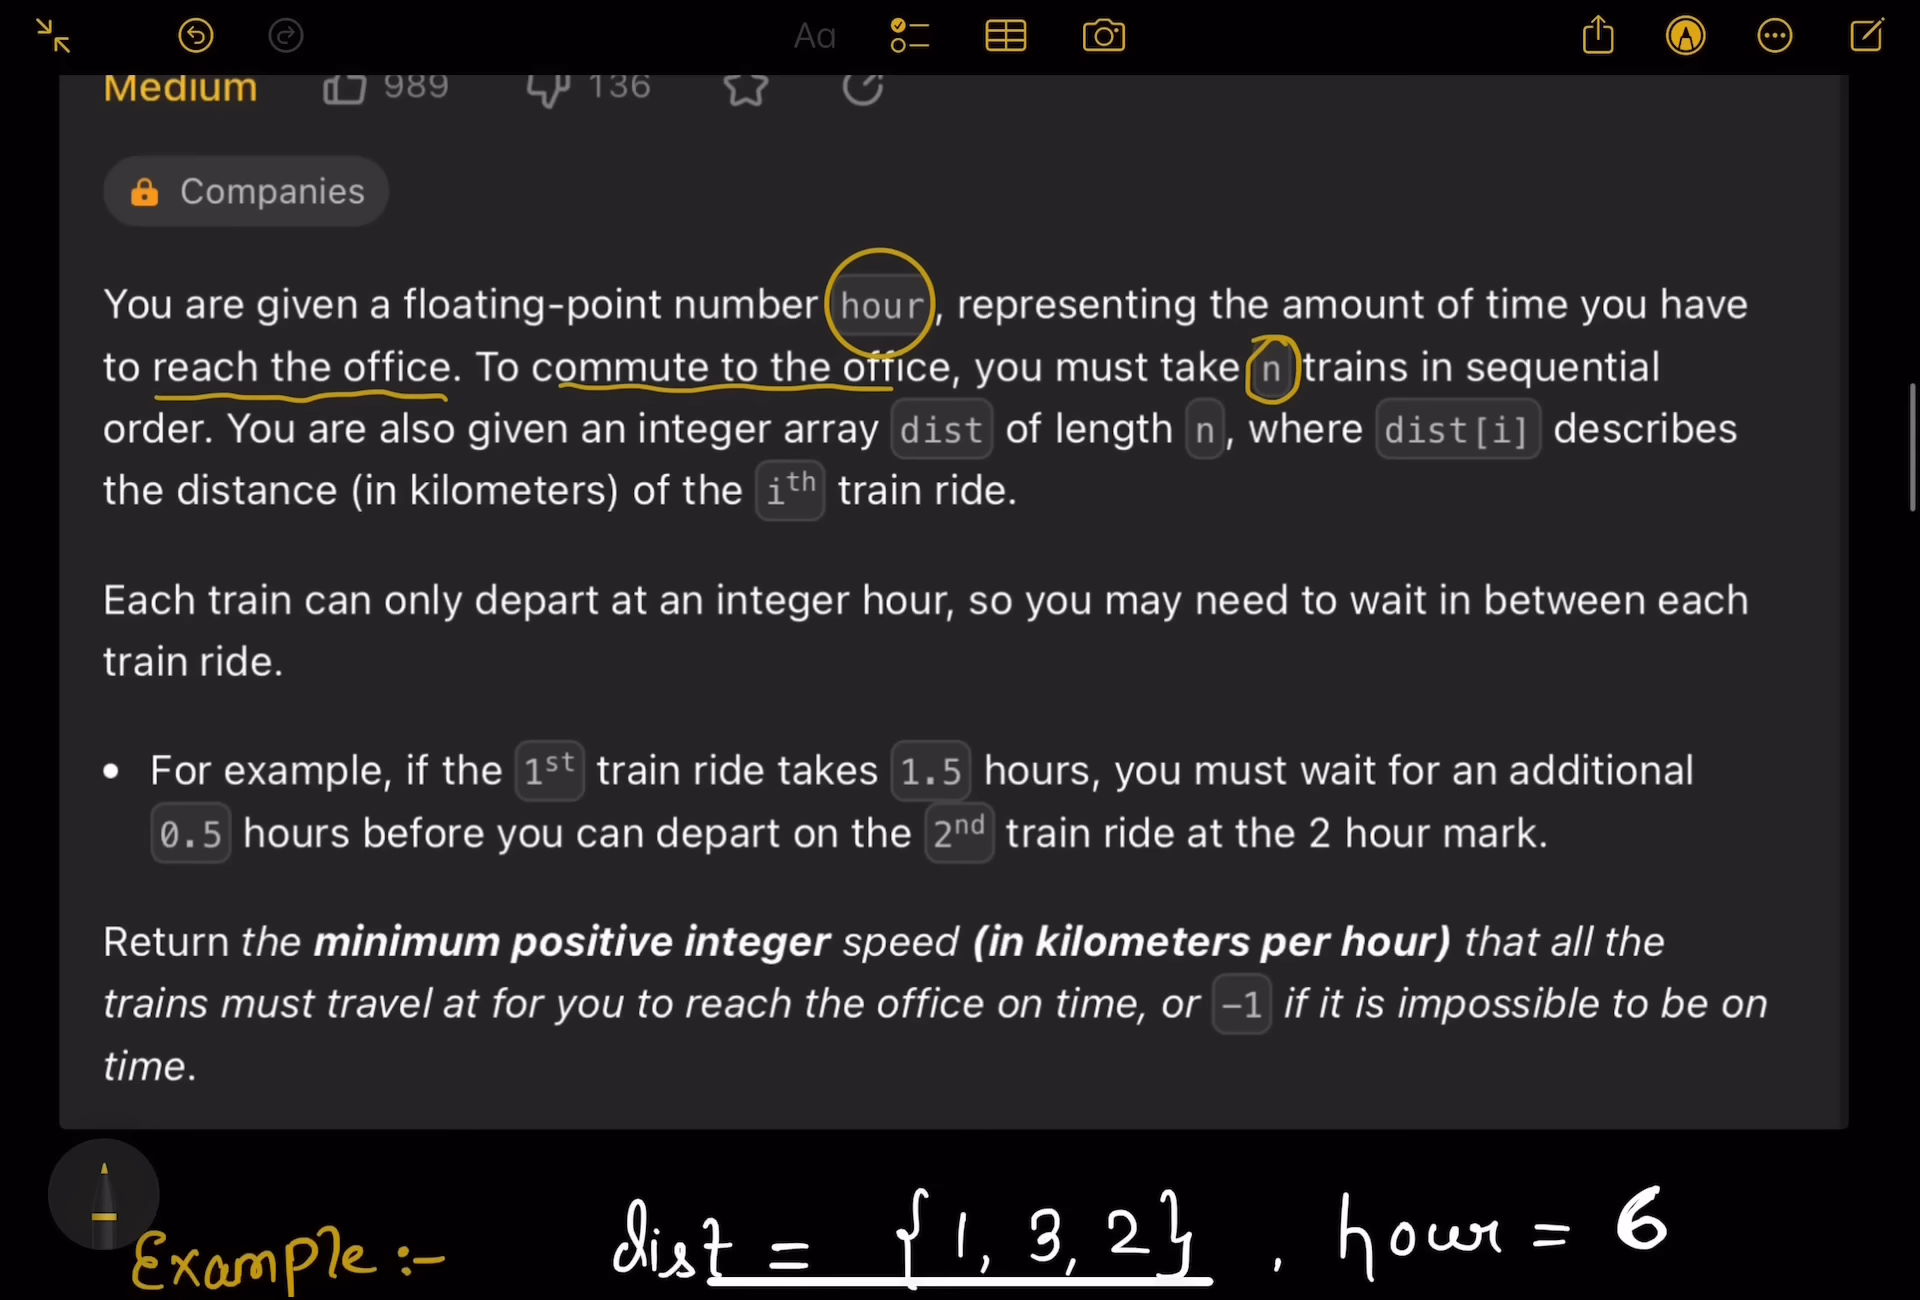 Aa
Medium 989 136
Companies
You are given a floating-point number hour, representing the amount of time you have
to reach the office. To commute to the office, you must take n trains in sequential
order. You are also given an integer array dist of length n, where dist[i] describes
the distance (in kilometers) of the ith train ride.
Each train can only depart at an integer hour, so you may need to wait in between each
train ride.
• For example, if the 1st train ride takes 1.5 hours, you must wait for an additional
0.5 hours before you can depart on the 2nd train ride at the 2 hour mark.
Return the minimum positive integer speed (in kilometers per hour) that all the
trains must travel at for you to reach the office on time, or -1 if it is impossible to be on
time.
Example :- dist = {1, 3, 2} , hour = 6